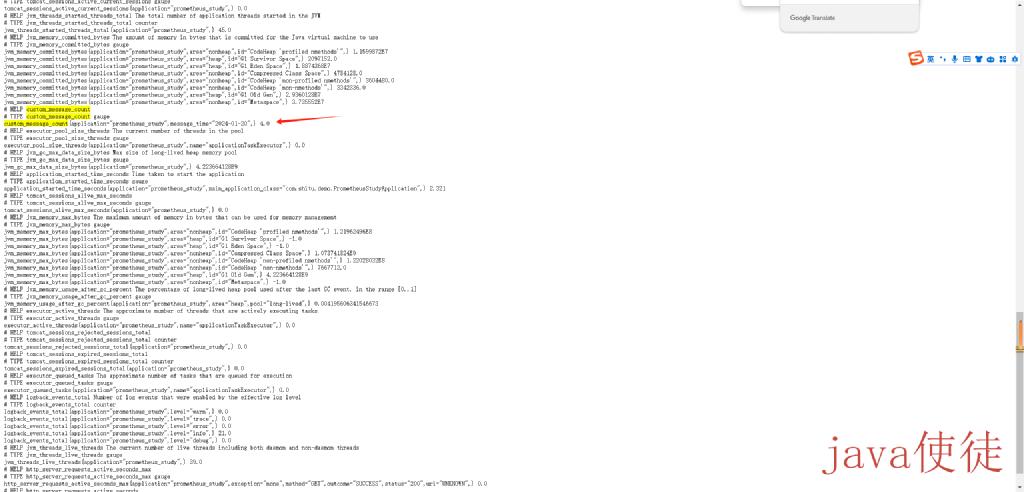 # TYPE tomcat_sessions_active_current_sessions gauge
tomcat_sessions_active_current_sessions{application="prometheus_study",} 0.0
# HELP jvm_threads_started_threads_total The total number of application threads started in the JVM
# TYPE jvm_threads_started_threads_total counter
jvm_threads_started_threads_total{application="prometheus_study",} 45.0
# HELP jvm_memory_committed_bytes The amount of memory in bytes that is committed for the Java virtual machine to use
# TYPE jvm_memory_committed_bytes gauge
jvm_memory_committed_bytes{application="prometheus_study",area="nonheap",id="CodeHeap 'profiled nmethods'",}
jvm_memory_committed_bytes{application="prometheus_study",area="heap",id="G1 Survivor Space",} 2097152.0
jvm_memory_committed_bytes{application="prometheus_study",area="heap",id="G1 Eden Space",}
jvm_memory_committed_bytes{application="prometheus_study",area="nonheap",id="Compressed Class Space",}
jvm_memory_committed_bytes{application="prometheus_study",area="nonheap",id="CodeHeap 'non-profiled nmethods'",}
jvm_memory_committed_bytes{application="prometheus_study",area="nonheap",id="CodeHeap 'non-nmethods'",}
jvm_memory_committed_bytes{application="prometheus_study",area="heap",id="G1 Old Gen",}
jvm_memory_committed_bytes{application="prometheus_study",area="nonheap",id="Metaspace",}
# HELP custom_message_count
# TYPE custom_message_count gauge
custom_message_count{application="prometheus_study",message_time="2024-01-20",} 4.0
# HELP executor_pool_size_threads The current number of threads in the pool
# TYPE executor_pool_size_threads gauge
executor_pool_size_threads{application="prometheus_study",name="applicationTaskExecutor",} 0.0
# HELP jvm_gc_max_data_size_bytes Max size of long-lived heap memory pool
# TYPE jvm_gc_max_data_size_bytes gauge
jvm_gc_max_data_size_bytes{application="prometheus_study",} 4.223664128E9
# HELP application_started_time_seconds Time taken to start the application
# TYPE application_started_time_seconds gauge
application_started_time_seconds{application="prometheus_study",main_application_class="com.shitu.demo.PrometheusStudyApplication",} 2.321
# HELP tomcat_sessions_alive_max_seconds
# TYPE tomcat_sessions_alive_max_seconds gauge
tomcat_sessions_alive_max_seconds{application="prometheus_study",} 0.0
# HELP jvm_memory_max_bytes The maximum amount of memory in bytes that can be used for memory management
# TYPE jvm_memory_max_bytes gauge
jvm_memory_max_bytes{application="prometheus_study",area="nonheap",id="CodeHeap 'profiled nmethods'",}
jvm_memory_max_bytes{application="prometheus_study",area="heap",id="G1 Survivor Space",} -1.0
jvm_memory_max_bytes{application="prometheus_study",area="heap",id="G1 Eden Space",} -1.0
jvm_memory_max_bytes{application="prometheus_study",area="nonheap",id="Compressed Class Space",} 1.073741824E9
jvm_memory_max_bytes{application="prometheus_study",area="nonheap",id="CodeHeap 'non-profiled nmethods'",}
jvm_memory_max_bytes{application="prometheus_study",area="nonheap",id="CodeHeap 'non-nmethods'",}
jvm_memory_max_bytes{application="prometheus_study",area="heap",id="G1 Old Gen",} 4.223664128E9
jvm_memory_max_bytes{application="prometheus_study",area="nonheap",id="Metaspace",} -1.0
# HELP jvm_memory_usage_after_gc_percent The percentage of long-lived heap pool used after the last GC event, in the range [0..1]
# TYPE jvm_memory_usage_after_gc_percent gauge
jvm_memory_usage_after_gc_percent{application="prometheus_study",area="heap",pool="long-lived",}
# HELP executor_active_threads The approximate number of threads that are actively executing tasks
# TYPE executor_active_threads gauge
executor_active_threads{application="prometheus_study",name="applicationTaskExecutor",} 0.0
# HELP tomcat_sessions_rejected_sessions_total
# TYPE tomcat_sessions_rejected_sessions_total counter
tomcat_sessions_rejected_sessions_total{application="prometheus_study",} 0.0
# HELP tomcat_sessions_expired_sessions_total
# TYPE tomcat_sessions_expired_sessions_total counter
tomcat_sessions_expired_sessions_total{application="prometheus_study",} 0.0
# HELP executor_queued_tasks The approximate number of tasks that are queued for execution
# TYPE executor_queued_tasks gauge
executor_queued_tasks{application="prometheus_study",name="applicationTaskExecutor",} 0.0
# HELP logback_events_total Number of log events that were enabled by the effective log level
# TYPE logback_events_total counter
logback_events_total{application="prometheus_study",level="warn",} 0.0
logback_events_total{application="prometheus_study",level="trace",} 0.0
logback_events_total{application="prometheus_study",level="error",} 0.0
logback_events_total{application="prometheus_study",level="info",} 21.0
logback_events_total{application="prometheus_study",level="debug",} 0.0
# HELP jvm_threads_live_threads The current number of live threads including both daemon and non-daemon threads
# TYPE jvm_threads_live_threads gauge
jvm_threads_live_threads{application="prometheus_study",} 39.0
# HELP http_server_requests_active_seconds_max
# TYPE http_server_requests_active_seconds_max gauge
http_server_requests_active_seconds_max{application="prometheus_study",exception="none",method="GET",outcome="SUCCESS",status="200",uri="UNKNOWN",} 0.0
# HELP http_server_requests_active_seconds
Google Translate
英
java使徒